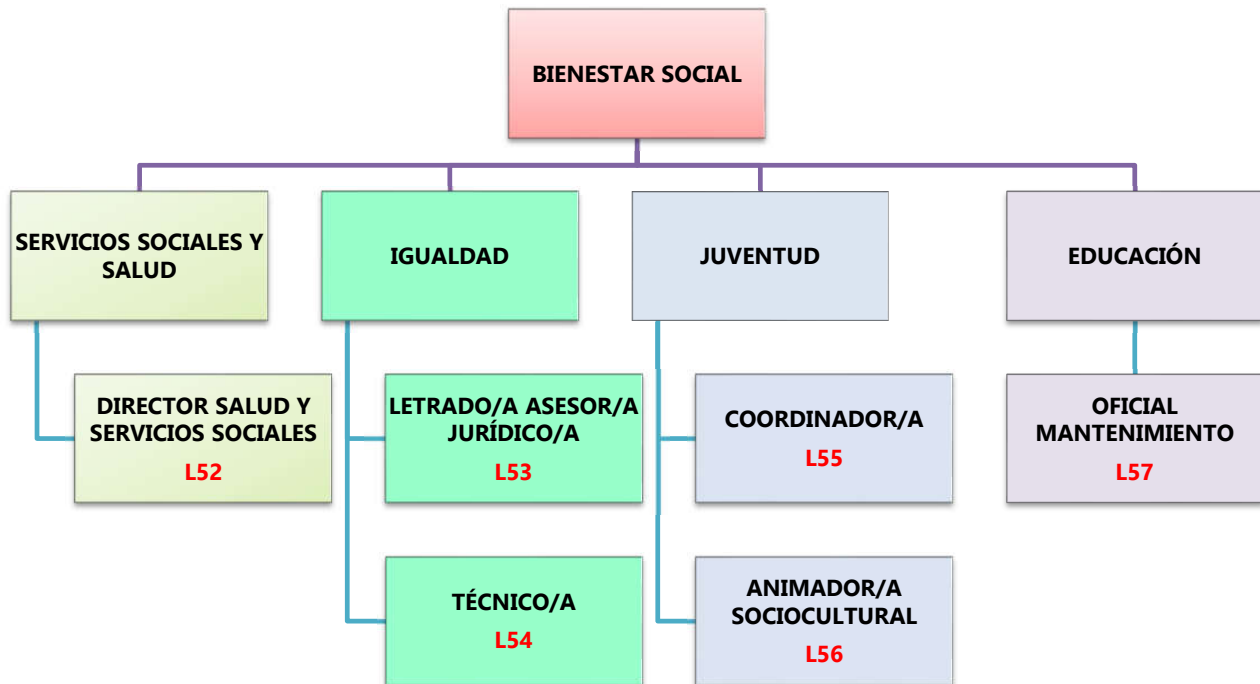 BIENESTAR SOCIAL
SERVICIOS SOCIALES Y
SALUD
IGUALDAD
JUVENTUD
EDUCACIÓN
DIRECTOR SALUD Y
SERVICIOS SOCIALES
L52
LETRADO/A ASESOR/A
JURÍDICO/A
L53
COORDINADOR/A
L55
OFICIAL
MANTENIMIENTO
L57
TÉCNICO/A
L54
ANIMADOR/A
SOCIOCULTURAL
L56